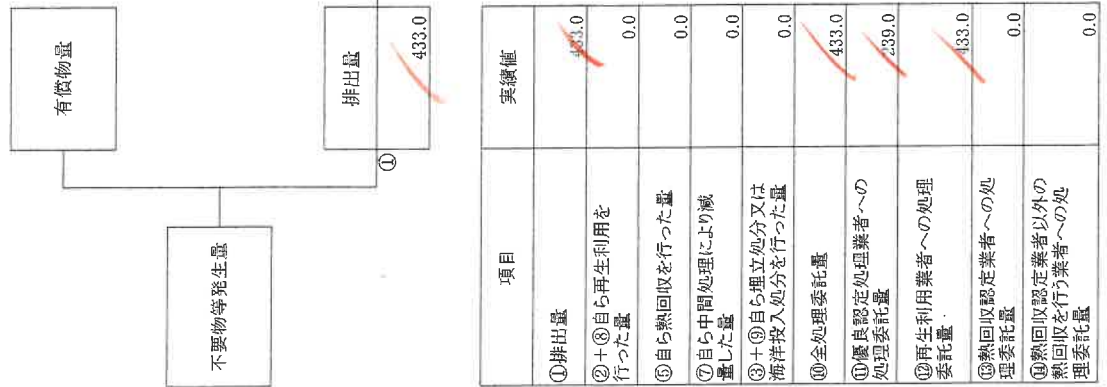 有償物量
不要物等発生量
排出量
①
433.0
項目
実績値
①排出量
433.0
②+⑧自ら再生利用を
行った量
0.0
⑤自ら熱回収を行った量
0.0
⑦自ら中間処理により減
量した量
0.0
③+⑨自ら埋立処分又は
海洋投入処分を行った量
0.0
⑩全処理委託量
433.0
⑪優良認定処理業者への
処理委託量
239.0
⑫再生利用業者への処理
委託量
433.0
⑬熱回収認定業者への処
理委託量
0.0
⑭熱回収認定業者以外の
熱回収を行う業者への処
理委託量
0.0